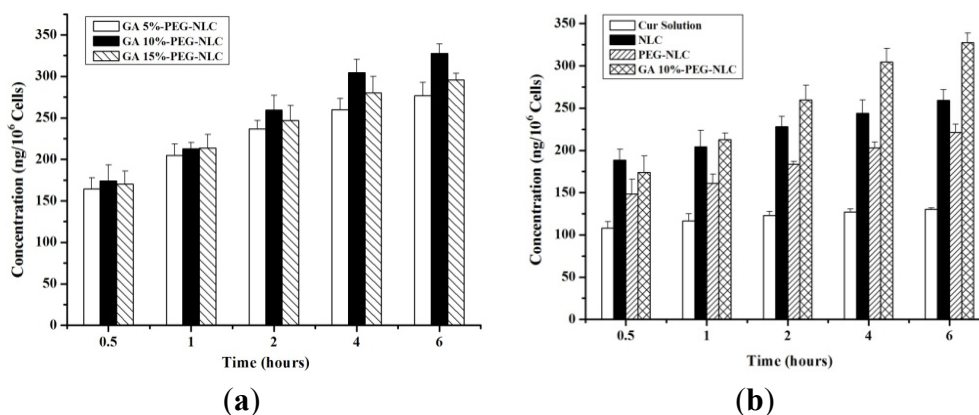 GA 5%-PEG-NLC
GA 10%-PEG-NLC
GA 15%-PEG-NLC
Concentration (ng/10⁶ Cells)
350
300
250
200
150
100
50
0
0.5 1 2 4 6
Time (hours)
(a)
Cur Solution
NLC
PEG-NLC
GA 10%-PEG-NLC
Concentration (ng/10⁶ Cells)
350
300
250
200
150
100
50
0
0.5 1 2 4 6
Time (hours)
(b)